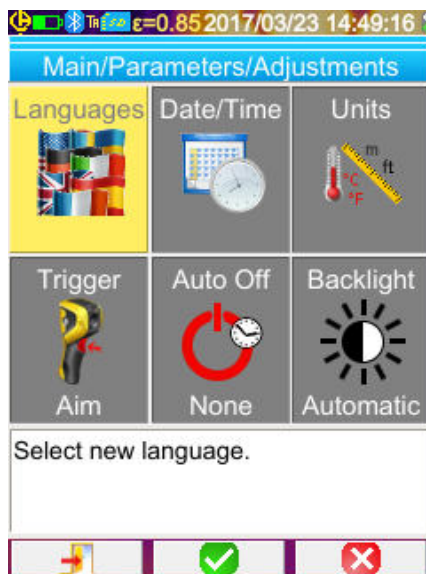 TA ε=0.85 2017/03/23 14:49:16
Main/Parameters/Adjustments
Languages Date/Time Units
m
ft
°C
°F
Trigger Auto Off Backlight
Aim None Automatic
Select new language.